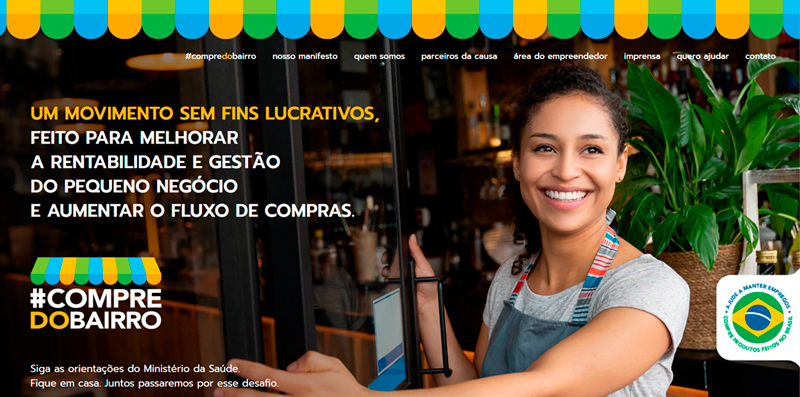 #compredobairro nosso manifesto quem somos parceiros da causa área do empreendedor imprensa quero ajudar contato
UM MOVIMENTO SEM FINS LUCRATIVOS,
FEITO PARA MELHORAR
A RENTABILIDADE E GESTÃO
DO PEQUENO NEGÓCIO
E AUMENTAR O FLUXO DE COMPRAS.
#COMPRE
DOBAIRRO
AJUDE A MANTER EMPREGOS
COMPRE PRODUTOS FEITOS NO BRASIL
Siga as orientações do Ministério da Saúde.
Fique em casa. Juntos passaremos por esse desafio.